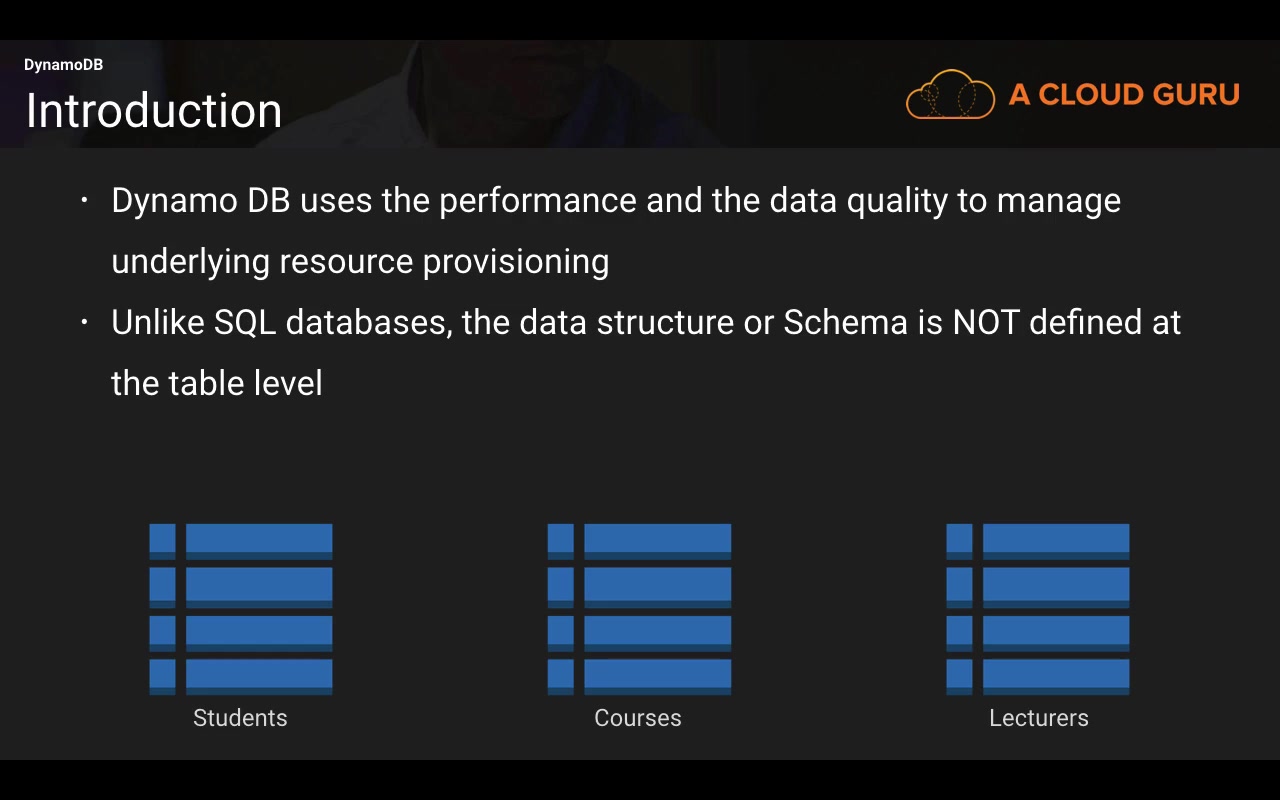 DynamoDB
Introduction
A CLOUD GURU
· Dynamo DB uses the performance and the data quality to manage
underlying resource provisioning
· Unlike SQL databases, the data structure or Schema is NOT defined at
the table level
Students
Courses
Lecturers